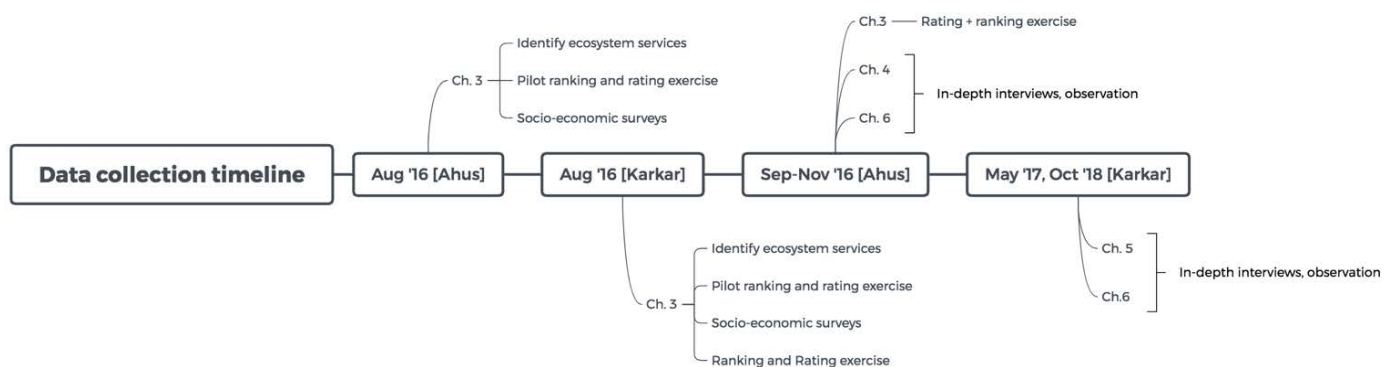 Data collection timeline
Aug '16 [Ahus]
Ch. 3
Identify ecosystem services
Pilot ranking and rating exercise
Socio-economic surveys
Aug '16 [Karkar]
Ch. 3
Identify ecosystem services
Pilot ranking and rating exercise
Socio-economic surveys
Ranking and Rating exercise
Sep-Nov '16 [Ahus]
Ch.3
Rating + ranking exercise
Ch. 4
Ch. 6
In-depth interviews, observation
May '17, Oct '18 [Karkar]
Ch. 5
Ch.6
In-depth interviews, observation